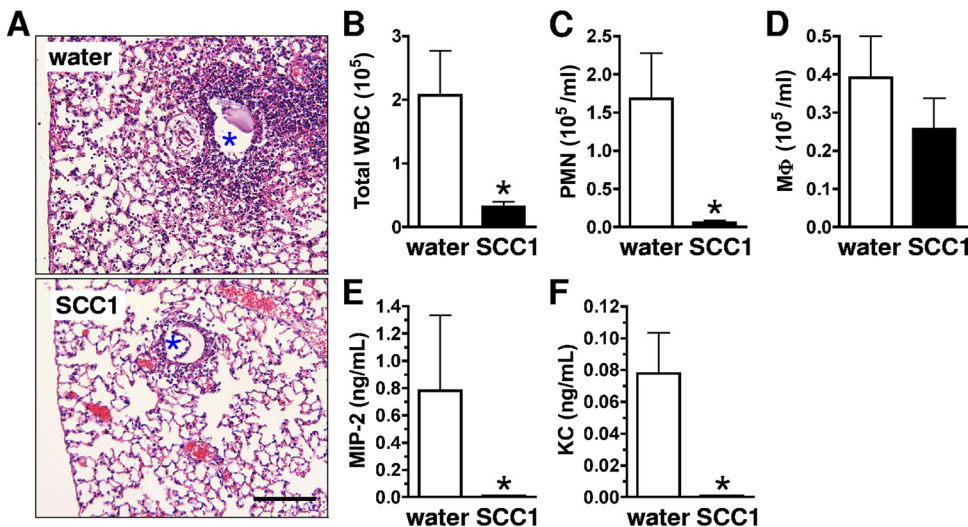 A
water
*
SCC1
*
B
Total WBC (10⁵)
3
2
1
0
*
water SCC1
C
PMN (10⁵ /ml)
2.5
2.0
1.5
1.0
0.5
0.0
*
water SCC1
D
MΦ (10⁵ /ml)
0.5
0.4
0.3
0.2
0.1
0.0
water SCC1
E
MIP-2 (ng/mL)
1.4
1.2
1.0
0.8
0.6
0.4
0.2
0.0
*
water SCC1
F
KC (ng/mL)
0.12
0.10
0.08
0.06
0.04
0.02
0.00
*
water SCC1